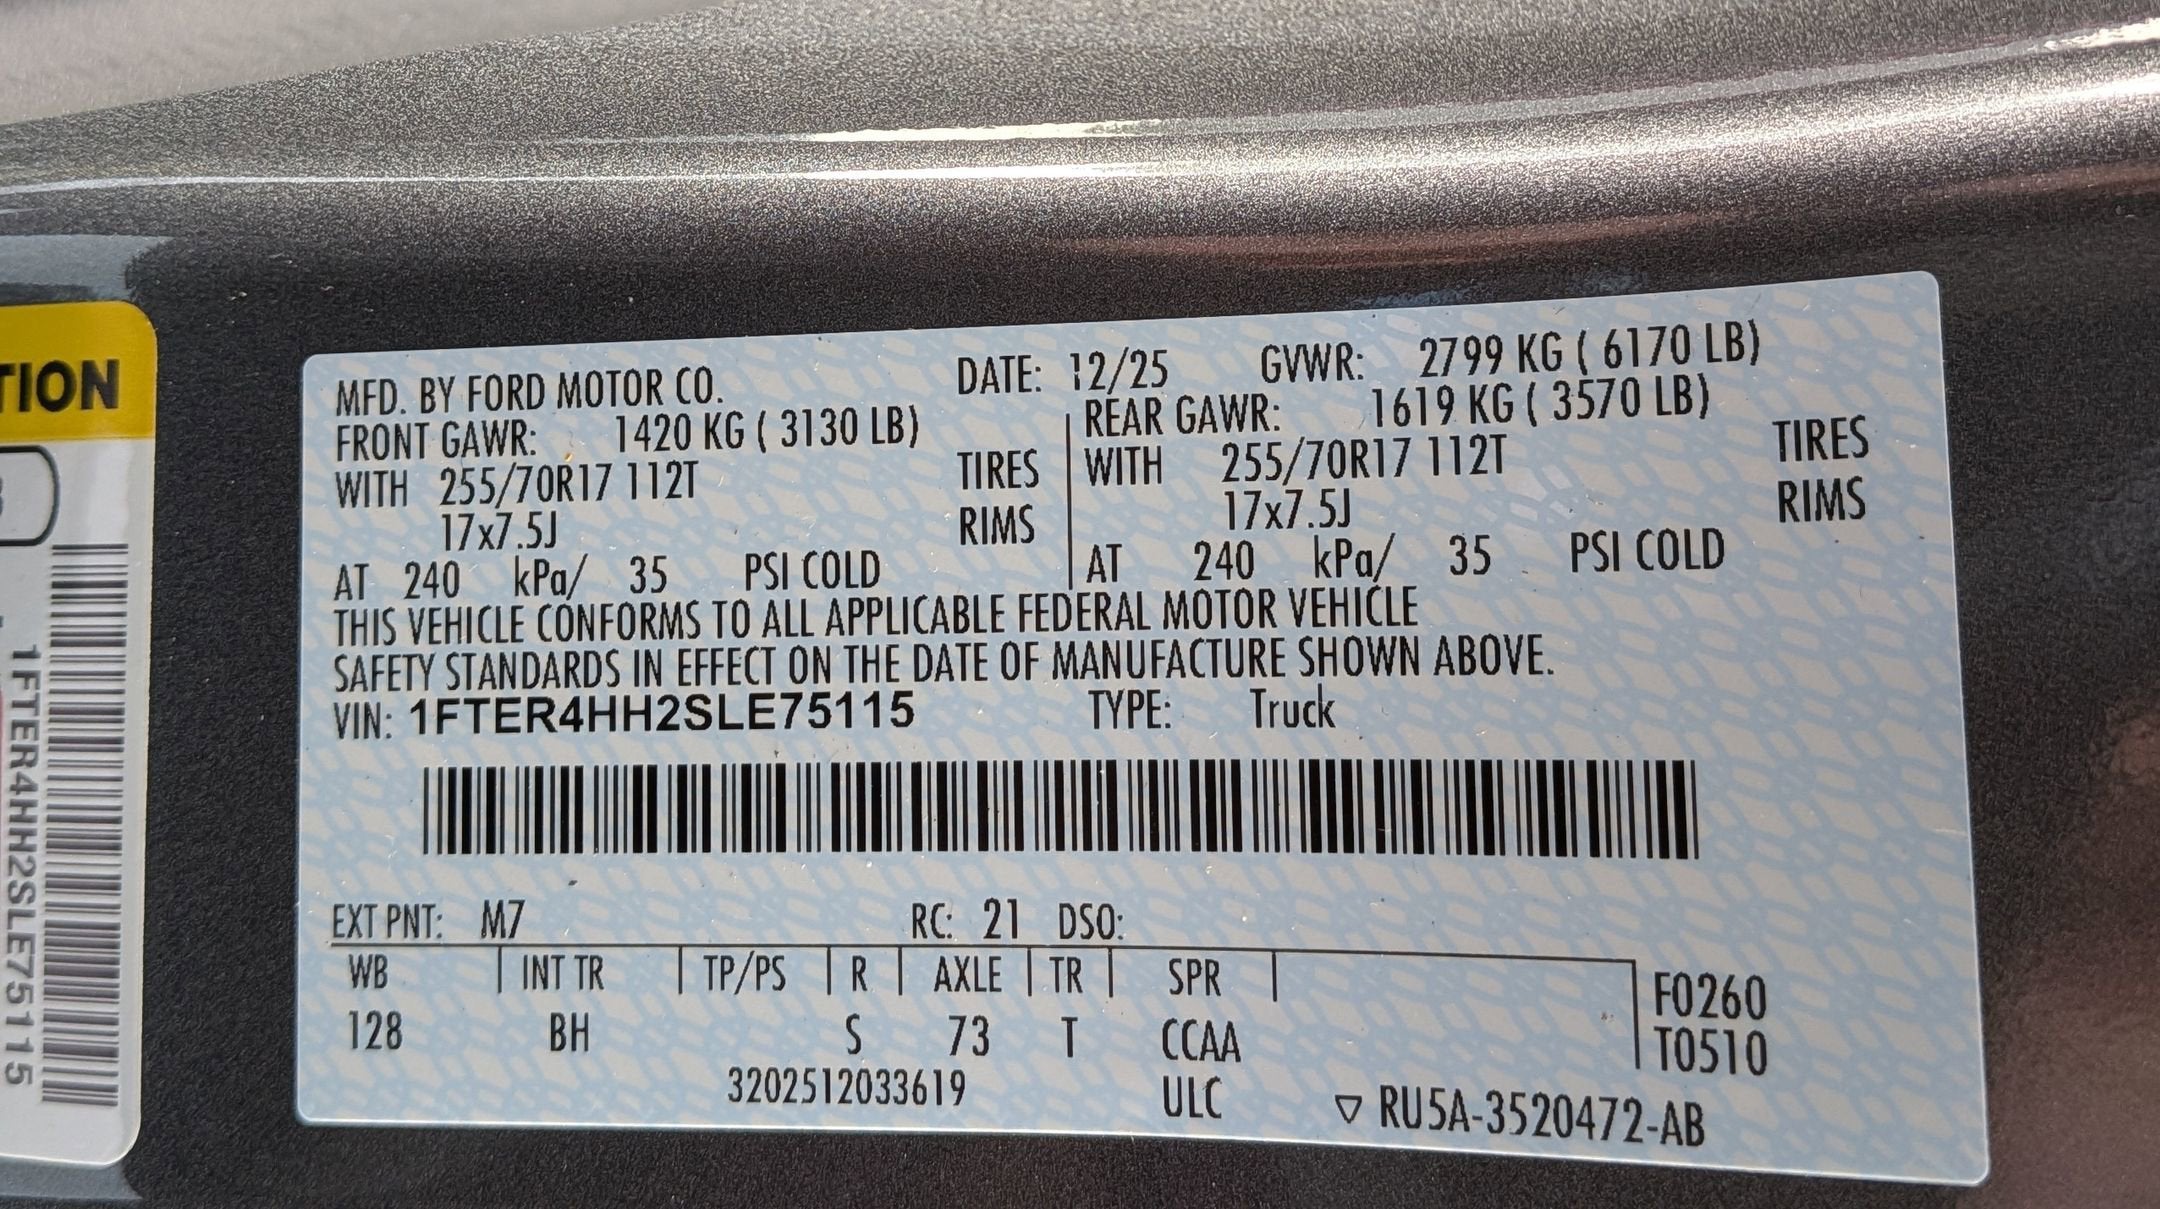 TION
1FTER4HH2SLE75115
MFD. BY FORD MOTOR CO. DATE: 12/25 GVWR: 2799 KG ( 6170 LB)
FRONT GAWR: 1420 KG ( 3130 LB) REAR GAWR: 1619 KG ( 3570 LB)
WITH 255/70R17 112T TIRES WITH 255/70R17 112T TIRES
17x7.5J RIMS 17x7.5J RIMS
AT 240 kPa/ 35 PSI COLD AT 240 kPa/ 35 PSI COLD
THIS VEHICLE CONFORMS TO ALL APPLICABLE FEDERAL MOTOR VEHICLE
SAFETY STANDARDS IN EFFECT ON THE DATE OF MANUFACTURE SHOWN ABOVE.
VIN: 1FTER4HH2SLE75115 TYPE: Truck
EXT PNT: M7 RC: 21 DSO:
WB INT TR TP/PS R AXLE TR SPR F0260
128 BH S 73 T CCAA T0510
3202512033619 ULC ▽ RU5A-3520472-AB